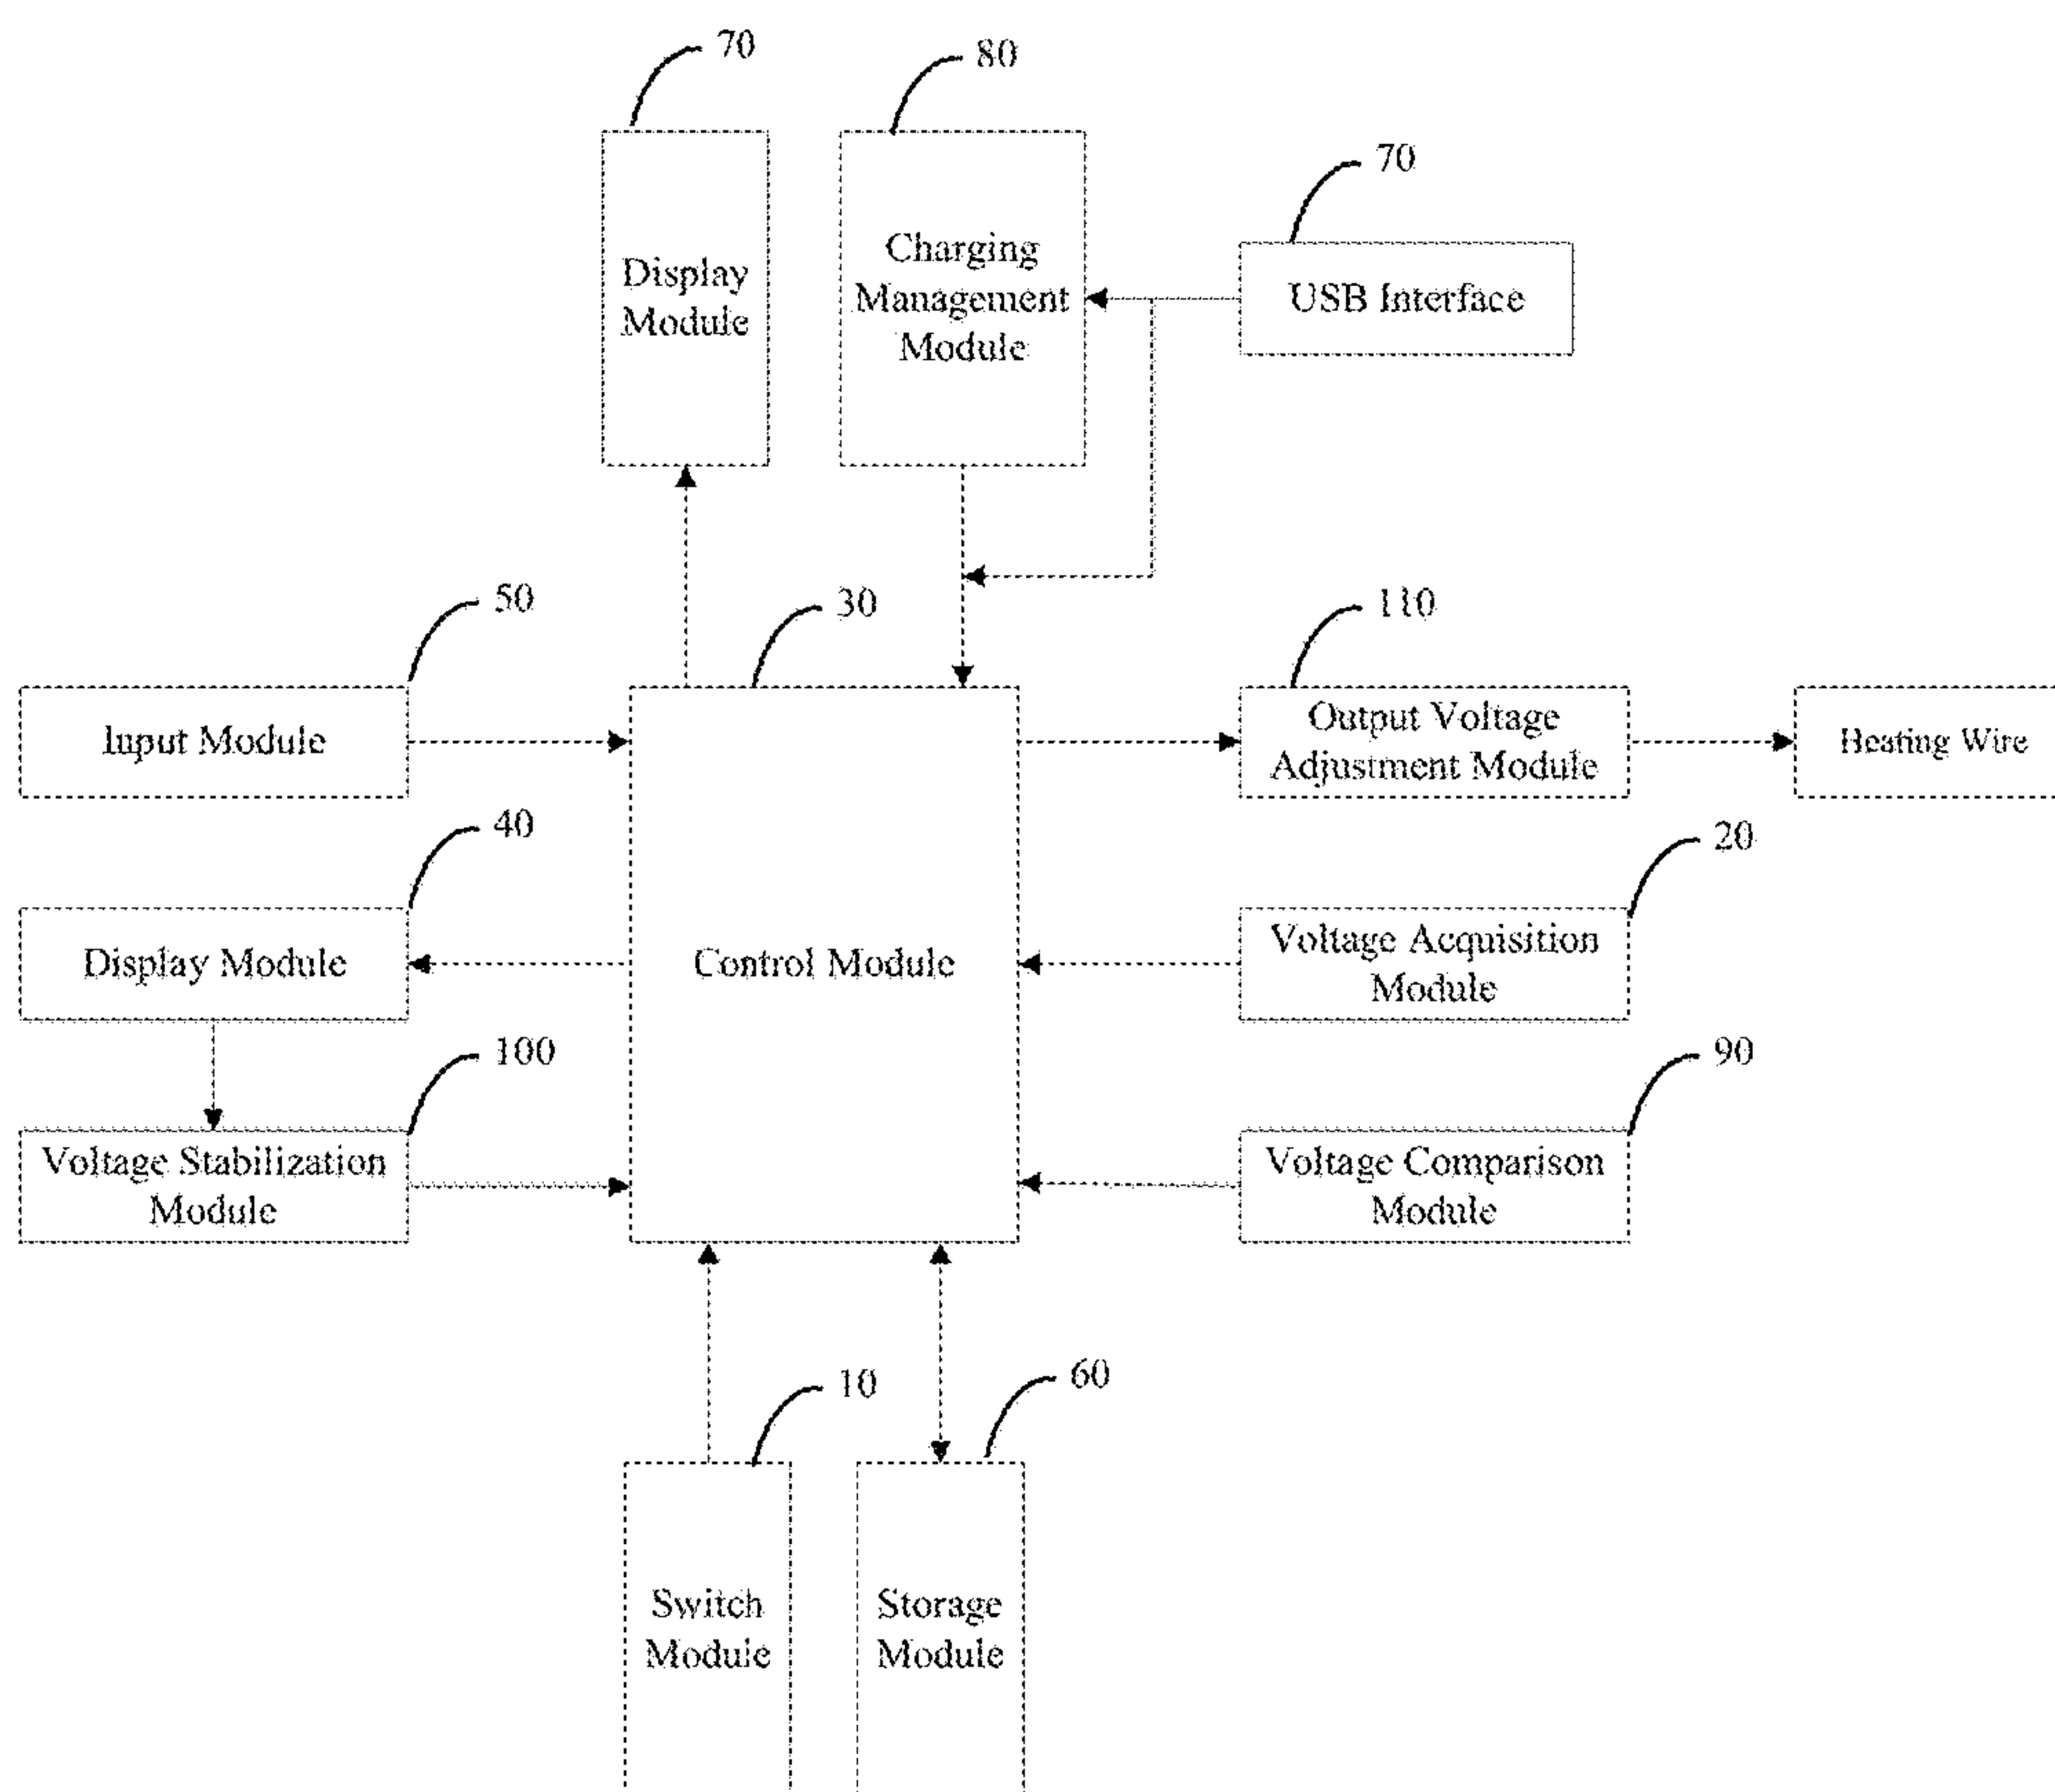 70
80
70
Display
Module
Charging
Management
Module
USB Interface
50
30
110
Input Module
Output Voltage
Adjustment Module
Heating Wire
40
20
Display Module
Control Module
Voltage Acquisition
Module
100
90
Voltage Stabilization
Module
Voltage Comparison
Module
10
60
Switch
Module
Storage
Module